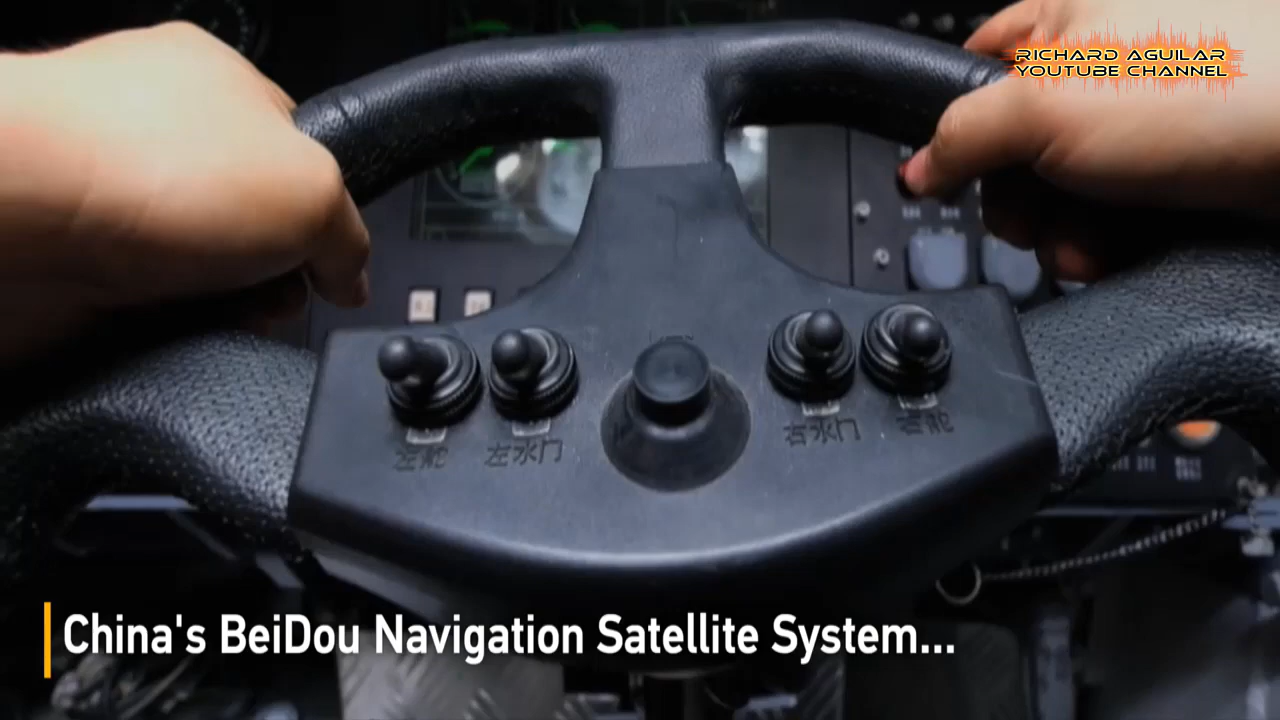 RICHARD AGUILAR
YOUTUBE CHANNEL
左舵
左水门
右水门
右舵
China's BeiDou Navigation Satellite System...